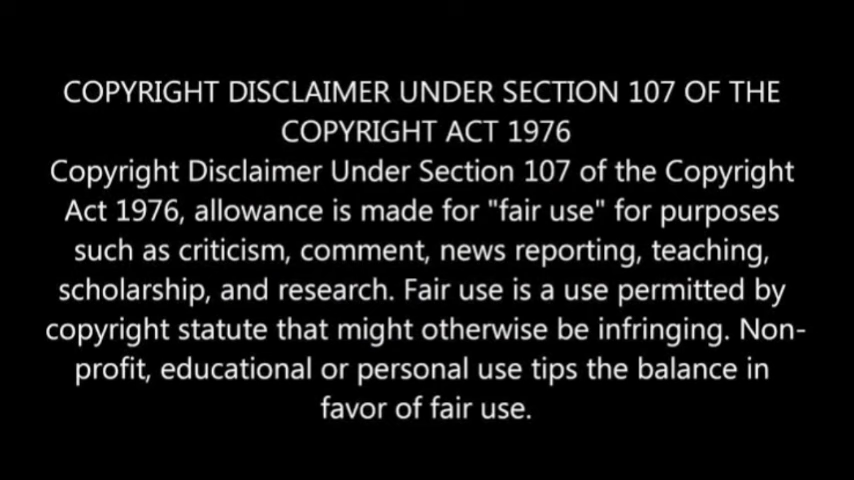 COPYRIGHT DISCLAIMER UNDER SECTION 107 OF THE
COPYRIGHT ACT 1976
Copyright Disclaimer Under Section 107 of the Copyright
Act 1976, allowance is made for "fair use" for purposes
such as criticism, comment, news reporting, teaching,
scholarship, and research. Fair use is a use permitted by
copyright statute that might otherwise be infringing. Non-
profit, educational or personal use tips the balance in
favor of fair use.